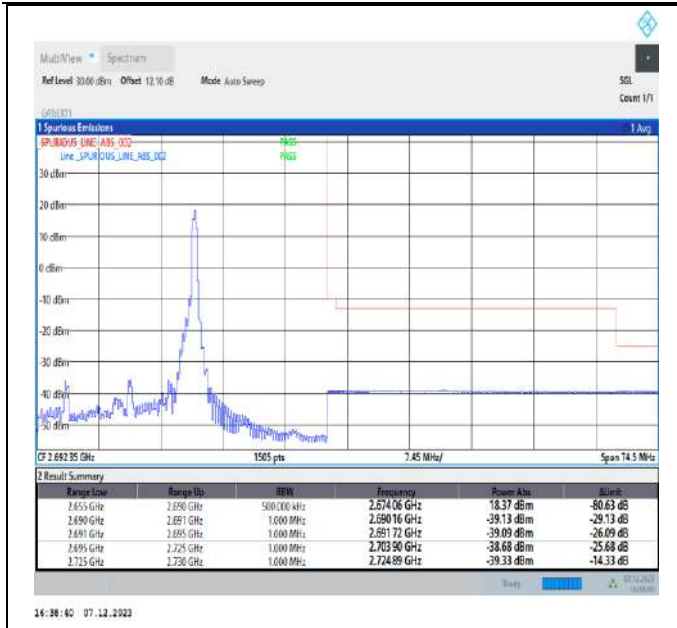 MultiView Spectrum
Ref Level 30.00 dBm Offset 12.10 dB Mode Auto Sweep
SGL
Count 1/1
1 Spurious Emissions 1 Avg
SPURIOUS_LINE_ABS_002 PASS
Line _SPURIOUS_LINE_ABS_002 PASS
30 dBm
20 dBm
10 dBm
0 dBm
-10 dBm
-20 dBm
-30 dBm
-40 dBm
-50 dBm
CF 2.692 35 GHz 1505 pts 7.45 MHz/ Span 74.5 MHz
2 Result Summary
Range Low Range Up RBW Frequency Power Abs ΔLimit
2.655 GHz 2.690 GHz 500.000 kHz 2.674 06 GHz 18.37 dBm -80.63 dB
2.690 GHz 2.691 GHz 1.000 MHz 2.690 16 GHz -39.13 dBm -29.13 dB
2.691 GHz 2.695 GHz 1.000 MHz 2.691 72 GHz -39.09 dBm -26.09 dB
2.695 GHz 2.725 GHz 1.000 MHz 2.703 90 GHz -38.68 dBm -25.68 dB
2.725 GHz 2.730 GHz 1.000 MHz 2.724 89 GHz -39.33 dBm -14.33 dB
Ready
16:38:40 07.12.2023